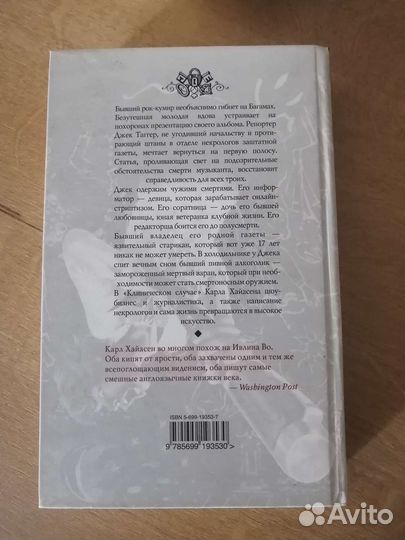 Бывший рок-кумир необъяснимо гибнет на Багамах.
Безутешная молодая вдова устраивает на
похоронах презентацию своего альбома. Репортер
Джек Таггер, не угодивший начальству и проти-
рающий штаны в отделе некрологов заштатной
газеты, мечтает вернуться на первую полосу.
Статья, проливающая свет на подозрительные
обстоятельства смерти музыканта, восстановит
справедливость для всех троих.
Джек одержим чужими смертями. Его инфор-
матор — девица, которая зарабатывает онлайн-
стриптизом. Его соратница — дочь его бывшей
любовницы, юная ветеранка клубной жизни. Его
редакторша боится его до полусмерти.
Бывший владелец его родной газеты —
язвительный старикан, который вот уже 17 лет
никак не может умереть. В холодильнике у Джека
спит вечным сном бывший пивной алкоголик —
замороженный мертвый варан, который при необ-
ходимости может стать смертоносным оружием.
В «Клиническом случае» Карла Хайасена шоу-
бизнес и журналистика, а также написание
некрологов и сама жизнь превращаются в высокое
искусство.
Карл Хайасен во многом похож на Ивлина Во.
Оба кипят от ярости, оба захвачены одним и тем же
всепоглощающим видением, оба пишут самые
смешные англоязычные книжки века.
— Washington Post
ISBN 5-699-19353-7
9 785699 193530 >
Avito